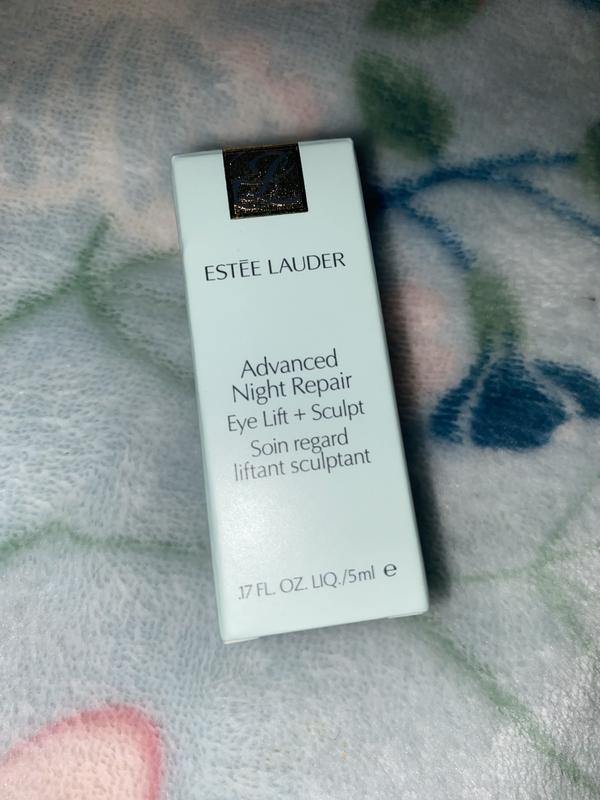 ESTĒE LAUDER
Advanced
Night Repair
Eye Lift + Sculpt
Soin regard
liftant sculptant
.17 FL. OZ. LIQ./5ml ℮